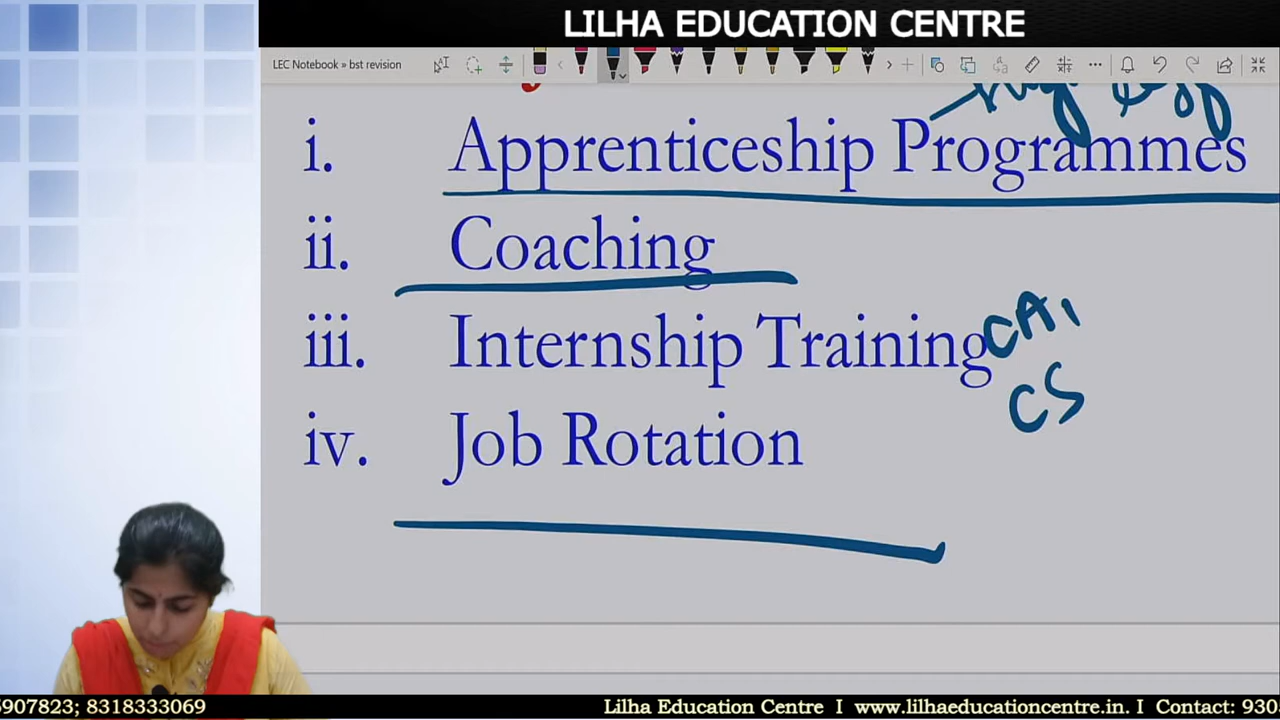 LILHA EDUCATION CENTRE
LEC Notebook » bst revision
i. Apprenticeship Programmes
ii. Coaching
iii. Internship Training CA,
CS
iv. Job Rotation
5907823; 8318333069 Lilha Education Centre I www.lilhaeducationcentre.in. I Contact: 930